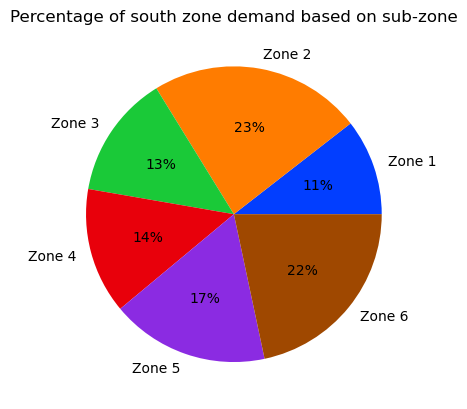 Percentage of south zone demand based on sub-zone
Zone 2
23%
Zone 3
13%
Zone 1
11%
Zone 4
14%
Zone 5
17%
Zone 6
22%